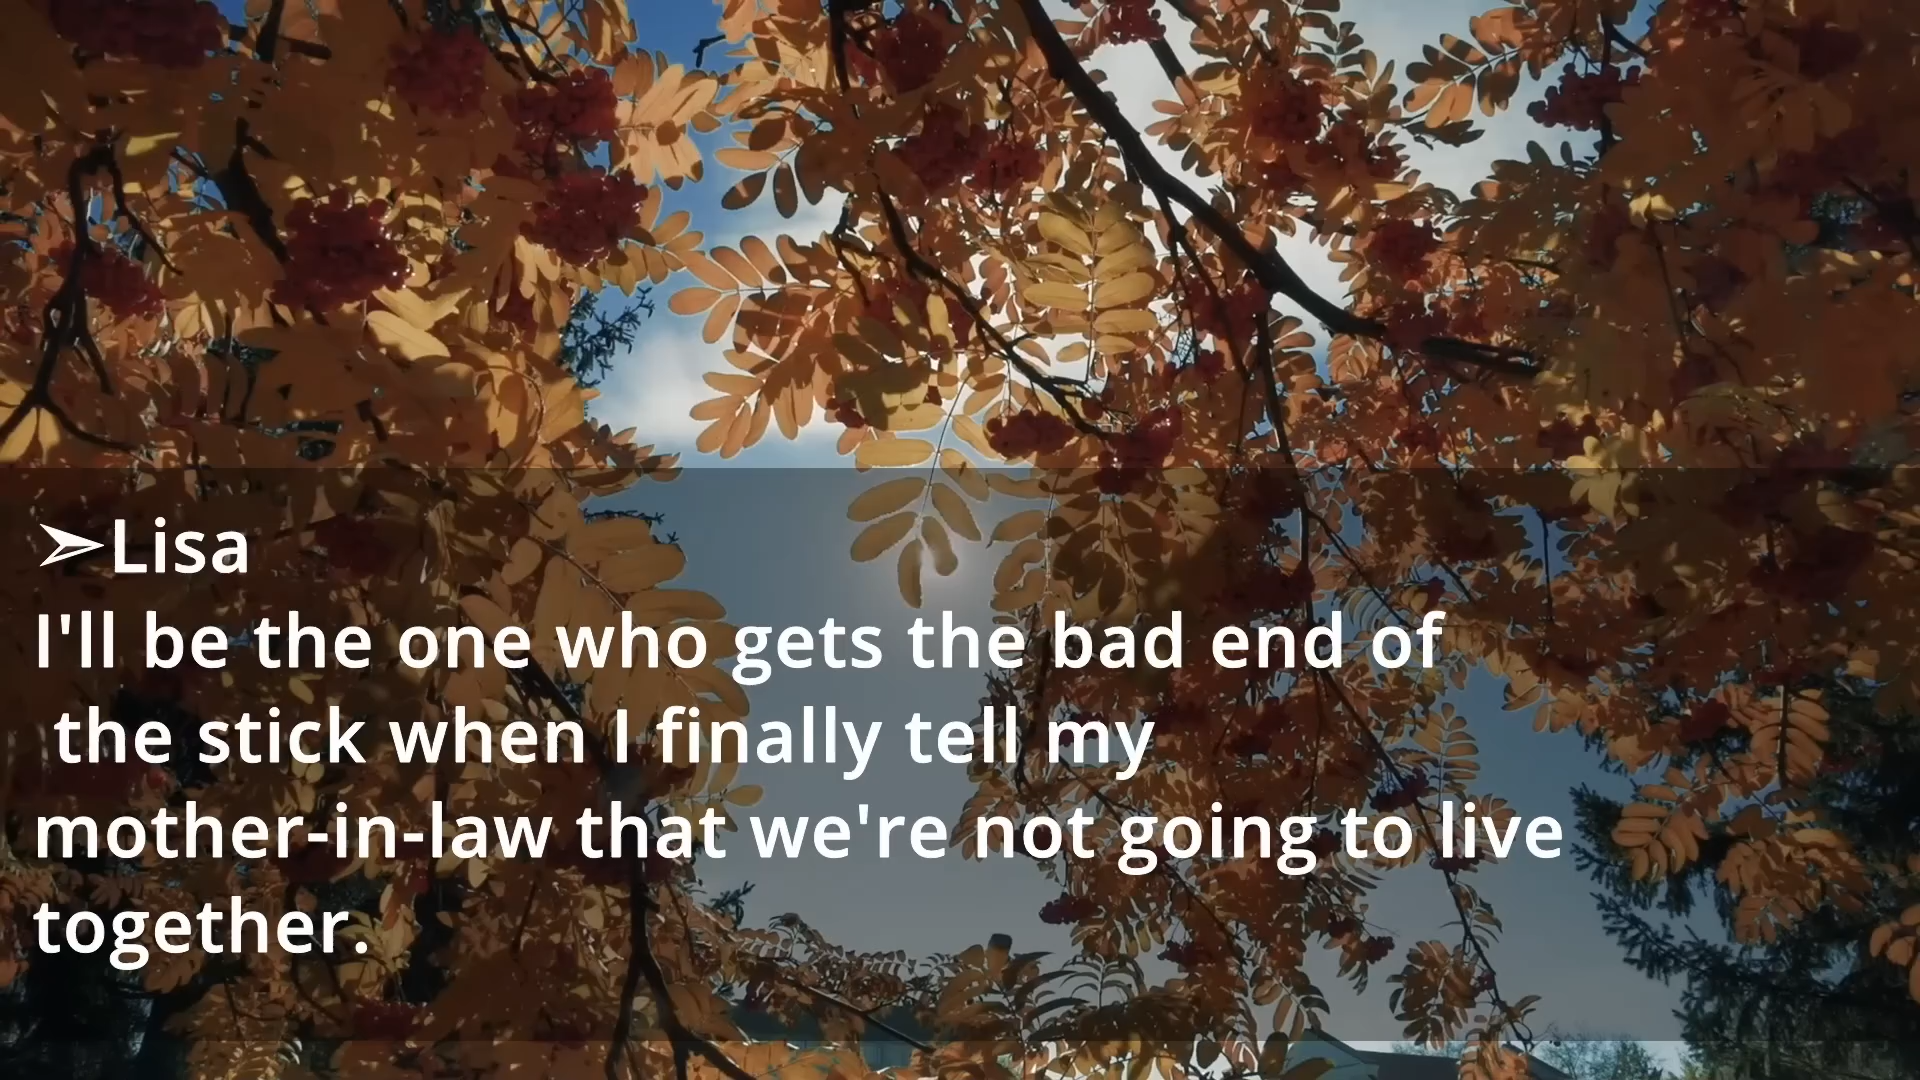 ➣Lisa
I'll be the one who gets the bad end of
the stick when I finally tell my
mother-in-law that we're not going to live
together.